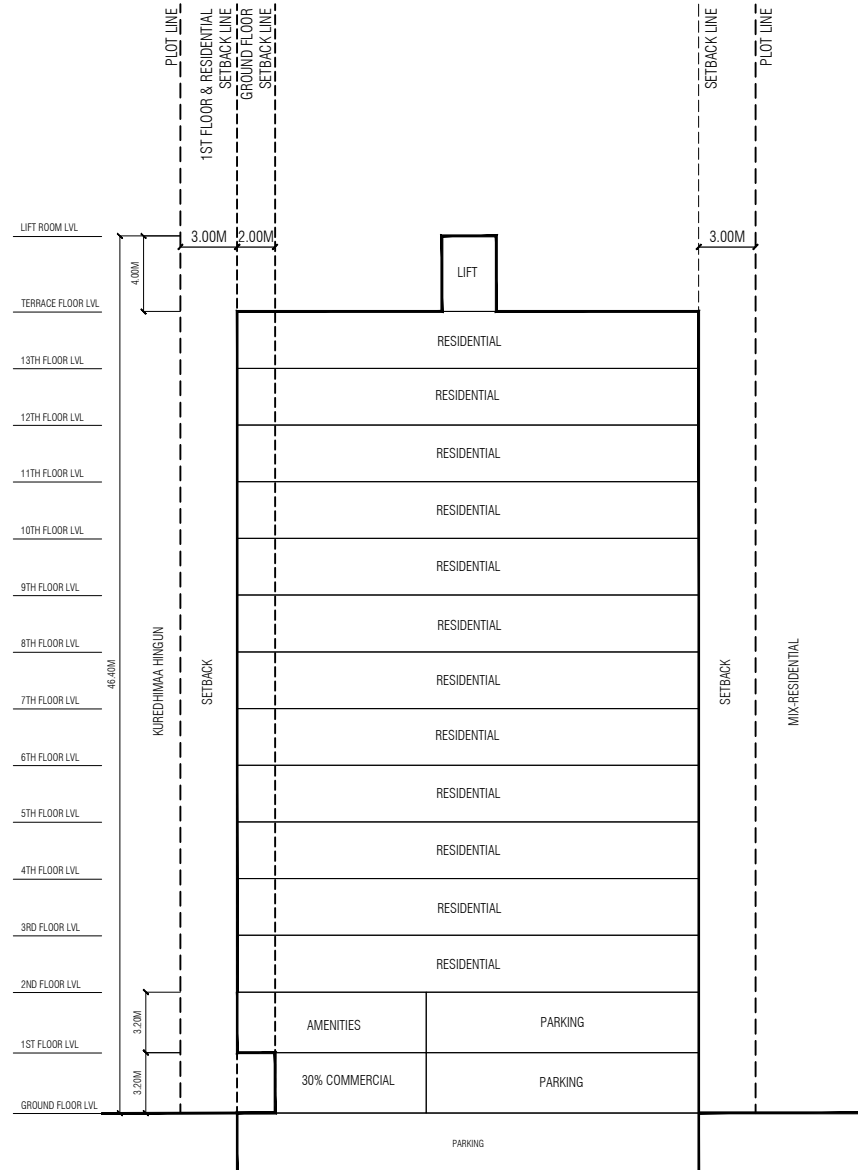 PLOT LINE
1ST FLOOR & RESIDENTIAL
SETBACK LINE
GROUND FLOOR
SETBACK LINE
SETBACK LINE
PLOT LINE
LIFT ROOM LVL
3.00M
2.00M
3.00M
4.00M
LIFT
TERRACE FLOOR LVL
RESIDENTIAL
13TH FLOOR LVL
RESIDENTIAL
12TH FLOOR LVL
RESIDENTIAL
11TH FLOOR LVL
RESIDENTIAL
10TH FLOOR LVL
RESIDENTIAL
9TH FLOOR LVL
RESIDENTIAL
8TH FLOOR LVL
46.40M
KUREDHIMAA HINGUN
SETBACK
RESIDENTIAL
SETBACK
MIX-RESIDENTIAL
7TH FLOOR LVL
RESIDENTIAL
6TH FLOOR LVL
RESIDENTIAL
5TH FLOOR LVL
RESIDENTIAL
4TH FLOOR LVL
RESIDENTIAL
3RD FLOOR LVL
RESIDENTIAL
2ND FLOOR LVL
3.20M
AMENITIES
PARKING
1ST FLOOR LVL
3.20M
30% COMMERCIAL
PARKING
GROUND FLOOR LVL
PARKING